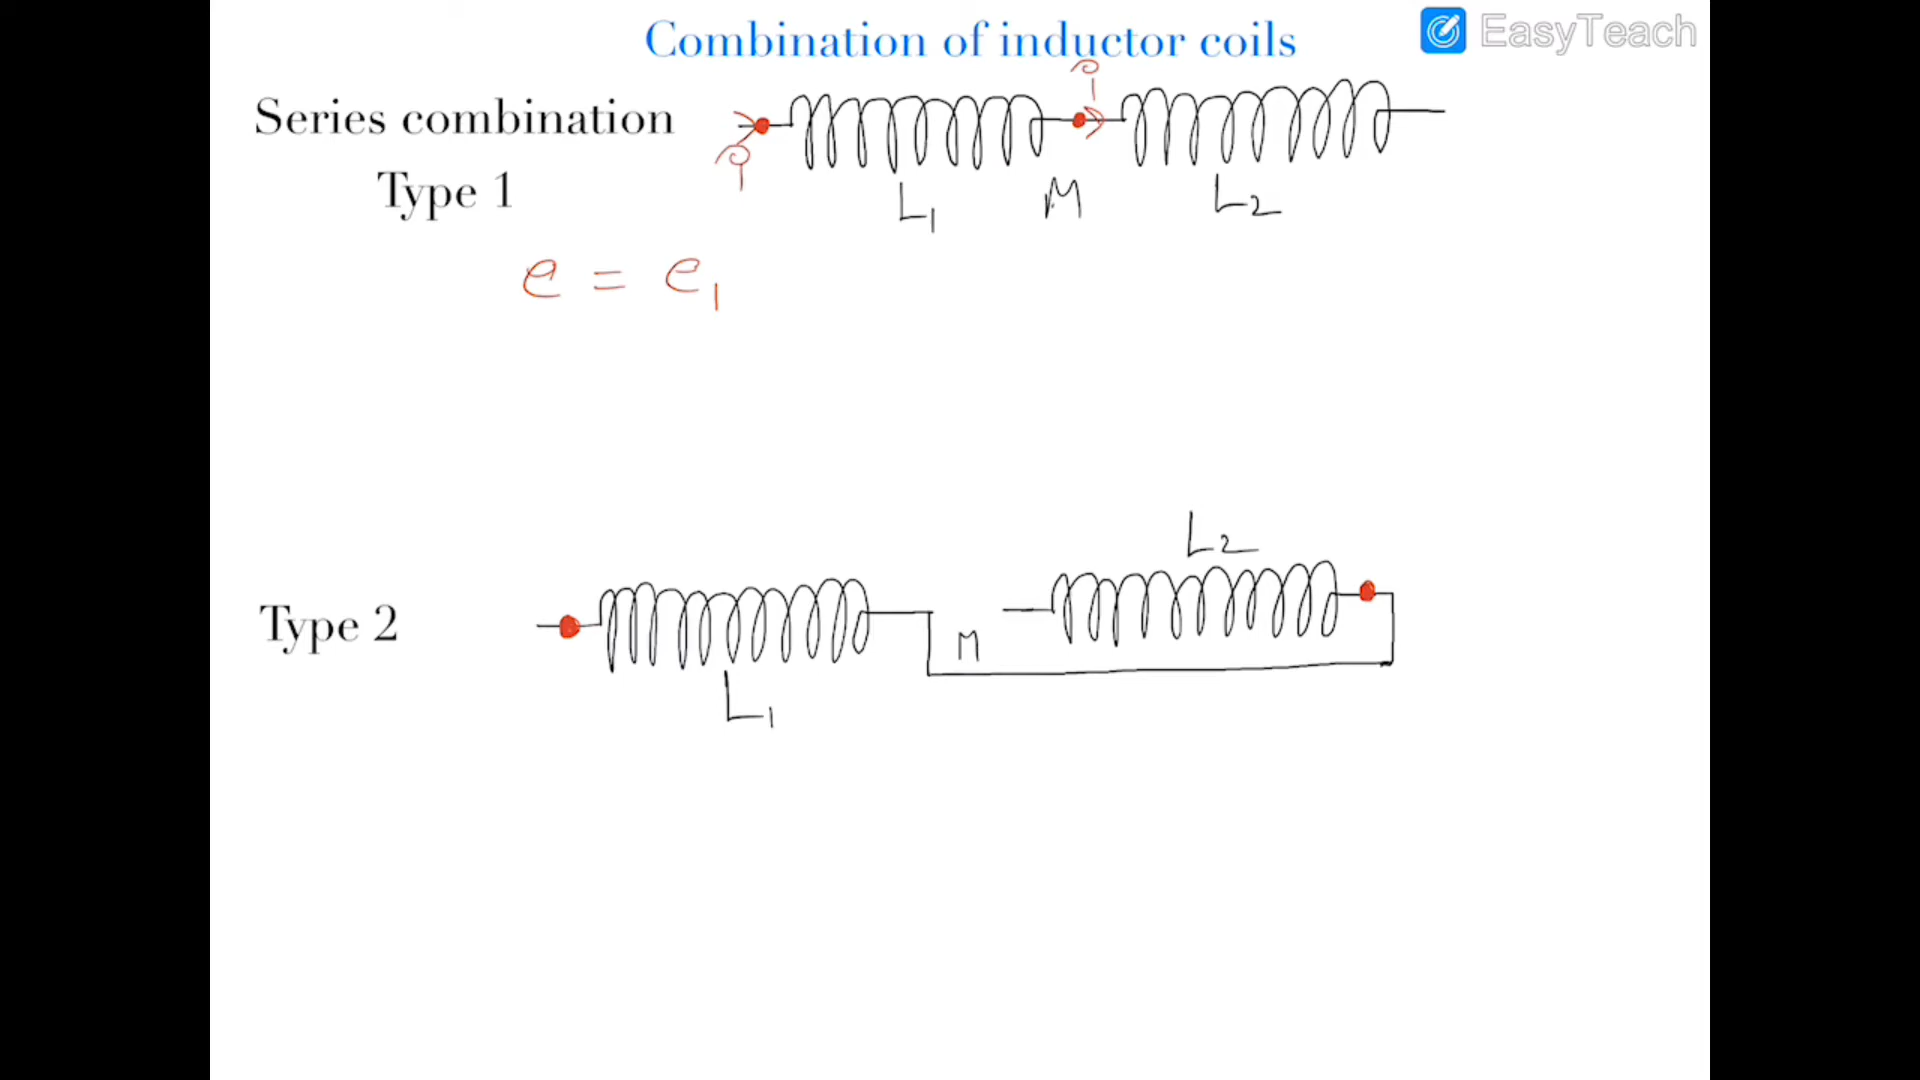 Combination of inductor coils
EasyTeach
Series combination
Type 1
i
i
L₁
M
L₂
e = e₁
Type 2
L₂
M
L₁